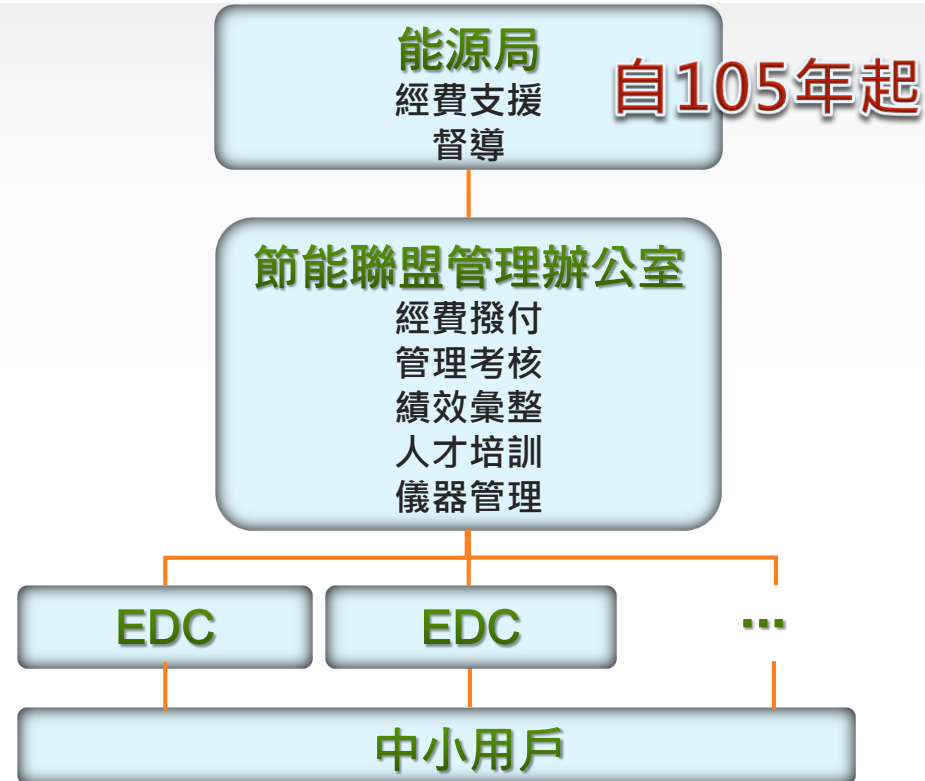 能源局
經費支援
督導
自105年起
節能聯盟管理辦公室
經費撥付
管理考核
績效彙整
人才培訓
儀器管理
EDC
EDC
...
中小用戶